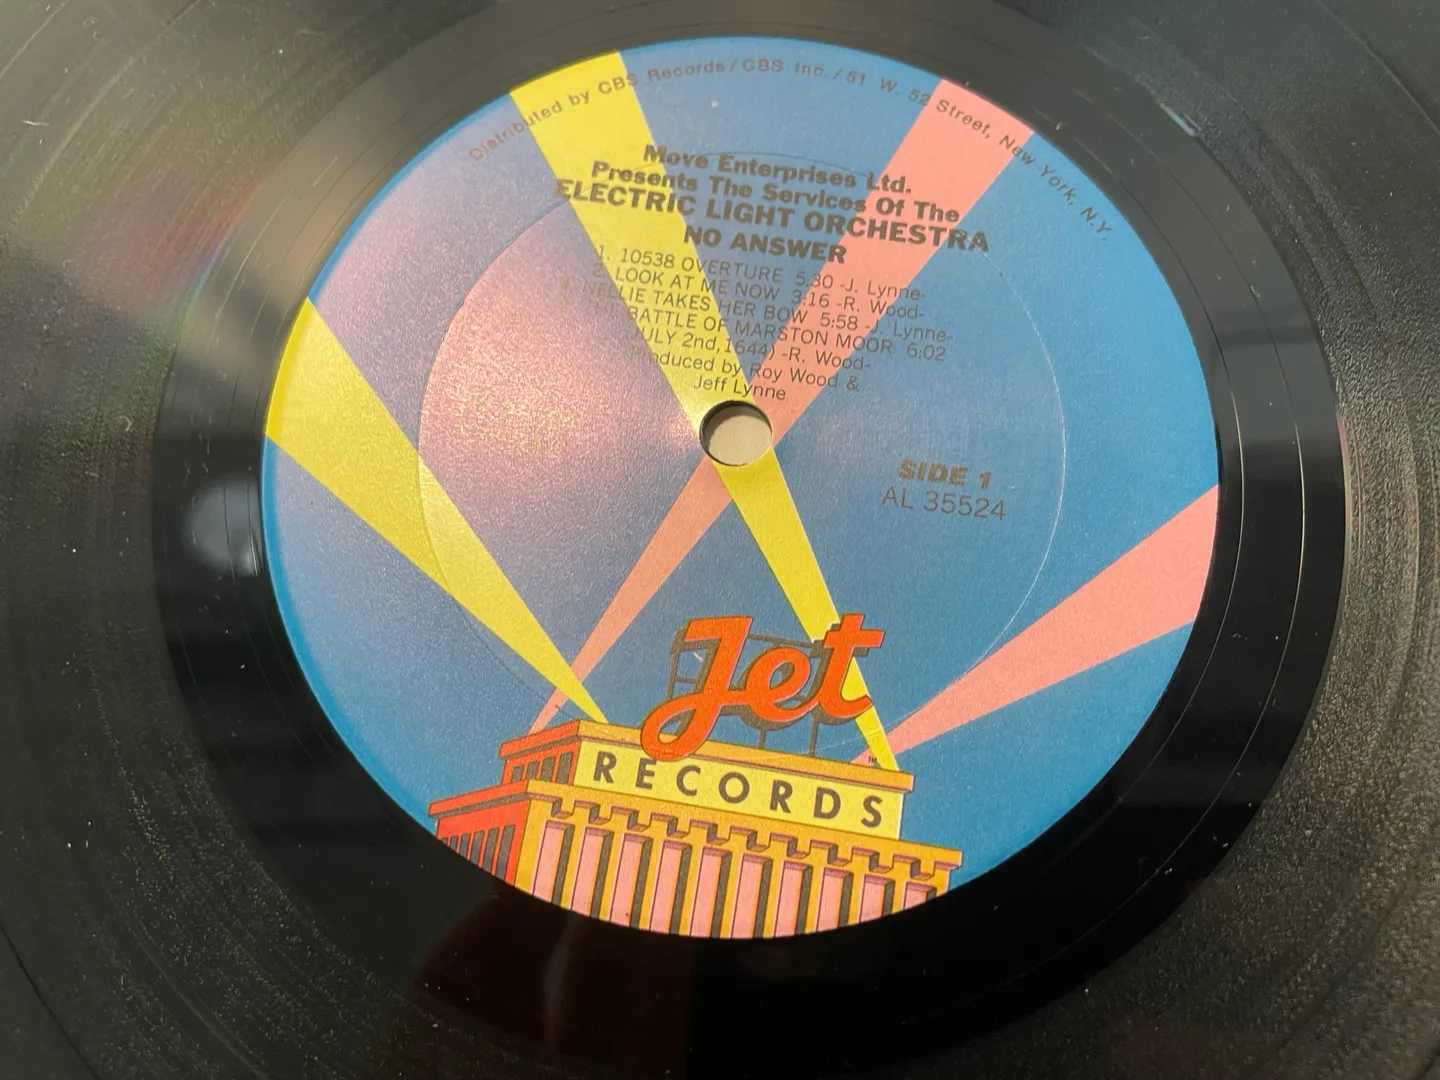 Distributed by CBS Records/CBS Inc./51 W. 52 Street, New York, N.Y.
Move Enterprises Ltd.
Presents The Services Of The
ELECTRIC LIGHT ORCHESTRA
NO ANSWER
1. 10538 OVERTURE 5:30 -J. Lynne-
2. LOOK AT ME NOW 3:16 -R. Wood-
3. NELLIE TAKES HER BOW 5:58 -J. Lynne-
4. THE BATTLE OF MARSTON MOOR 6:02
(JULY 2nd, 1644) -R. Wood-
Produced by Roy Wood &
Jeff Lynne
SIDE 1
AL 35524
Jet
TM
RECORDS